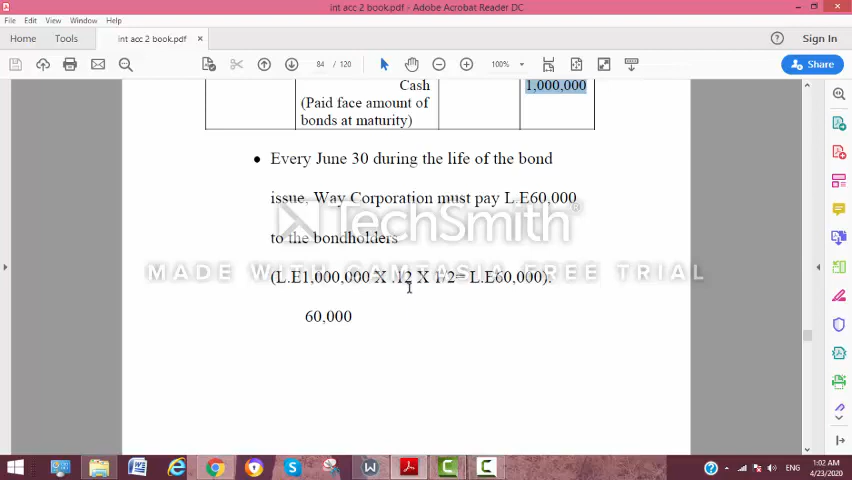 int acc 2 book.pdf - Adobe Acrobat Reader DC
File Edit View Window Help
Home Tools int acc 2 book.pdf × Sign In
84 / 120 100% Share
Cash 1,000,000
(Paid face amount of
bonds at maturity)
• Every June 30 during the life of the bond
issue, Way Corporation must pay L.E60,000
TechSmith®
to the bondholders
MADE WITH CAMTASIA FREE TRIAL
(L.E1,000,000 X .12 X 1/2= L.E60,000).
60,000
ENG
1:02 AM
4/23/2020